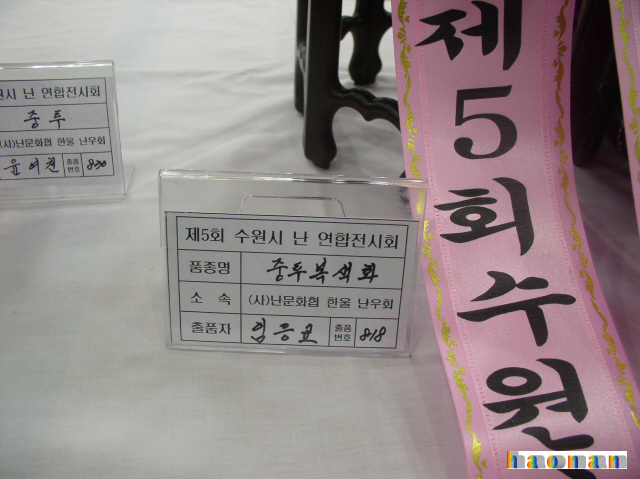 원시 난 연합전시회
중투
(사)난문화협 한울 난우회
윤여천 출품번호 820
제5회 수원시 난 연합전시회
품종명 중투복색화
소 속 (사)난문화협 한울 난우회
출품자 임응표 출품번호 818
제5회수원
haonan